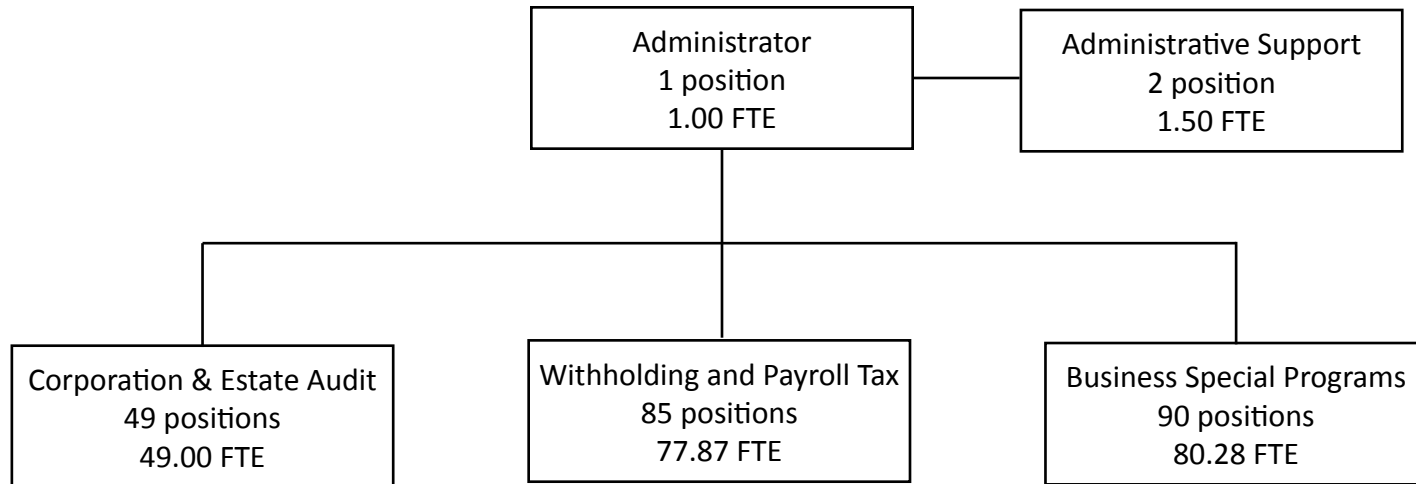 Administrator
1 position
1.00 FTE
Administrative Support
2 position
1.50 FTE
Corporation & Estate Audit
49 positions
49.00 FTE
Withholding and Payroll Tax
85 positions
77.87 FTE
Business Special Programs
90 positions
80.28 FTE